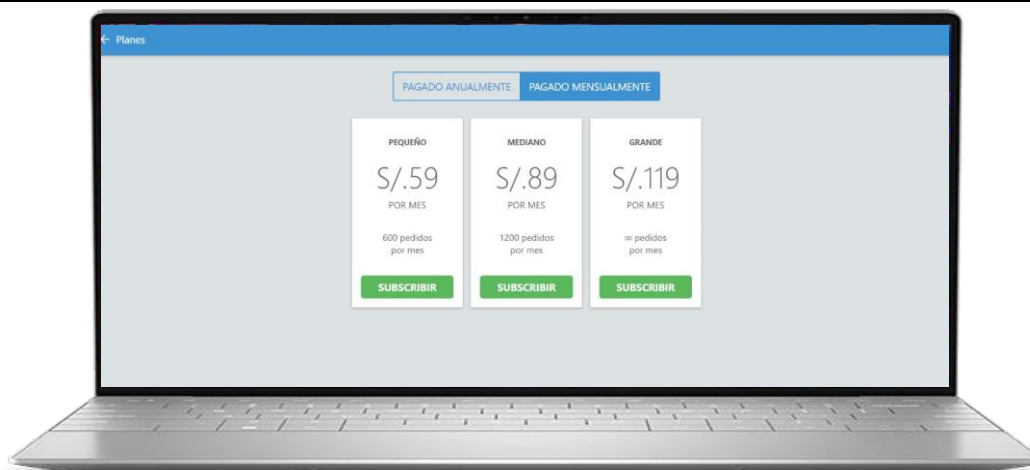 ← Planes
PAGADO ANUALMENTE PAGADO MENSUALMENTE
PEQUEÑO
S/.59
POR MES
600 pedidos
por mes
SUBSCRIBIR
MEDIANO
S/.89
POR MES
1200 pedidos
por mes
SUBSCRIBIR
GRANDE
S/.119
POR MES
∞ pedidos
por mes
SUBSCRIBIR